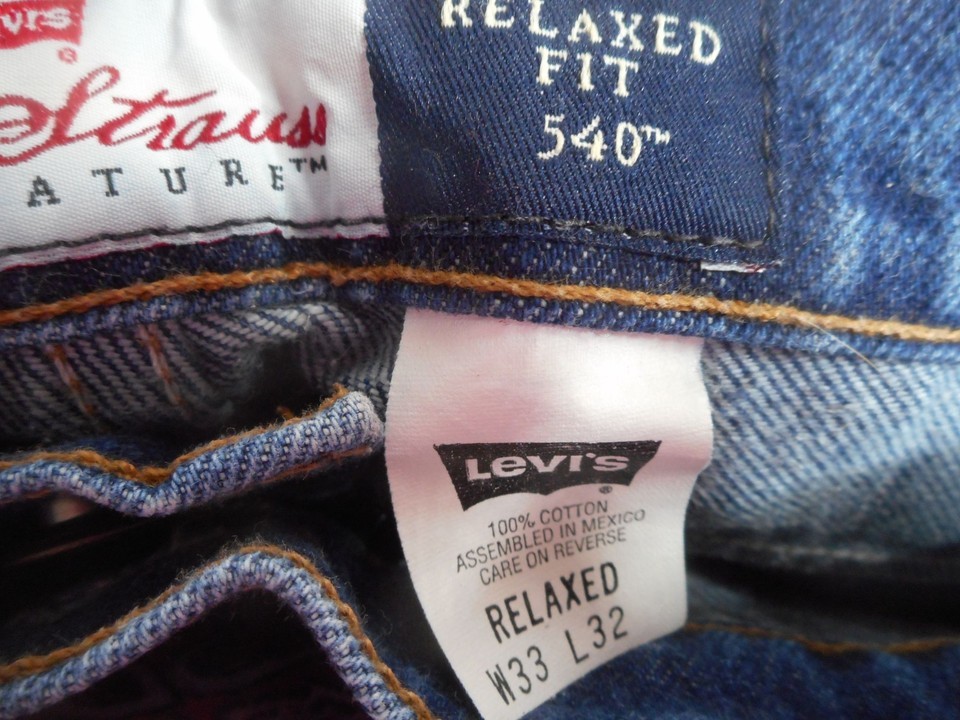 Levi's
®
Strauss
ATURE™
RELAXED
FIT
540™
Levi's
®
100% COTTON
ASSEMBLED IN MEXICO
CARE ON REVERSE
RELAXED
W33 L32